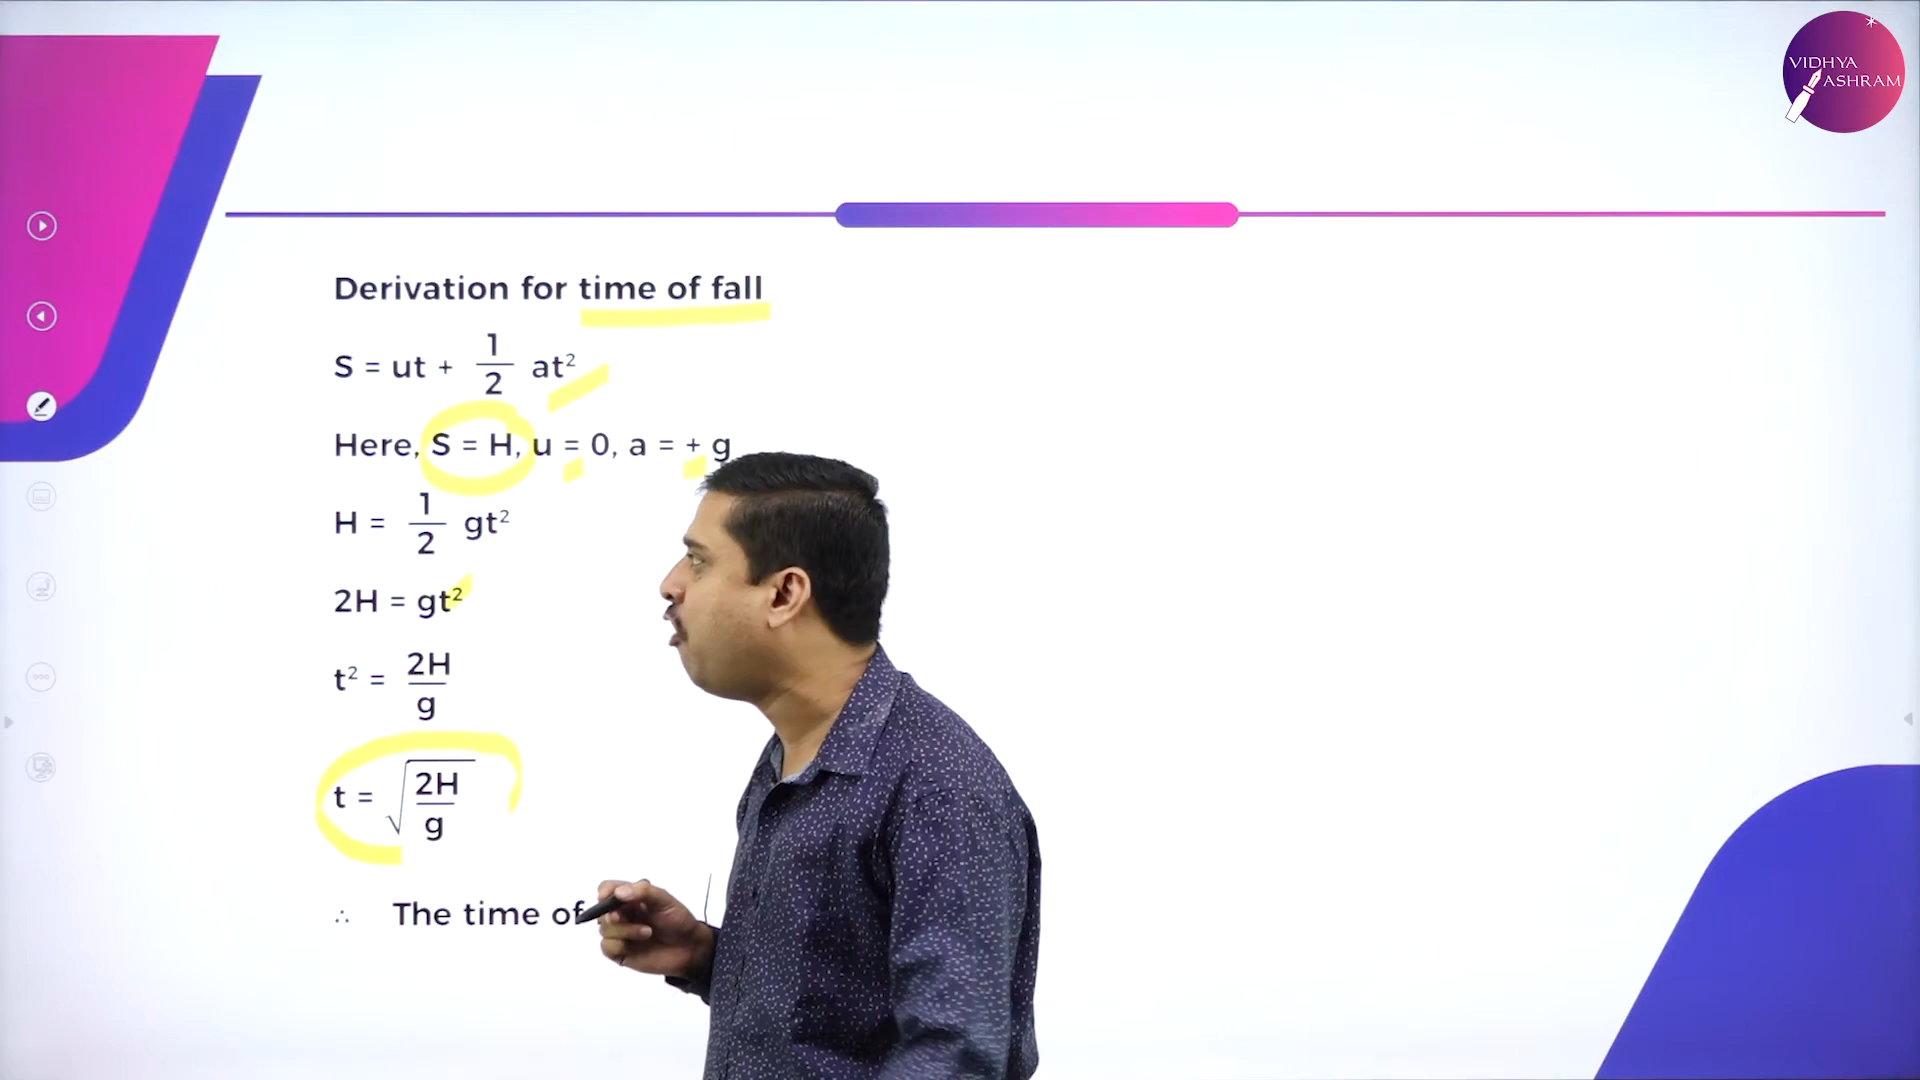 VIDHYA
ASHRAM
Derivation for time of fall
S = ut + 1/2 at²
Here, S = H, u = 0, a = + g
H = 1/2 gt²
2H = gt²
t² = 2H/g
t = √(2H/g)
∴ The time of